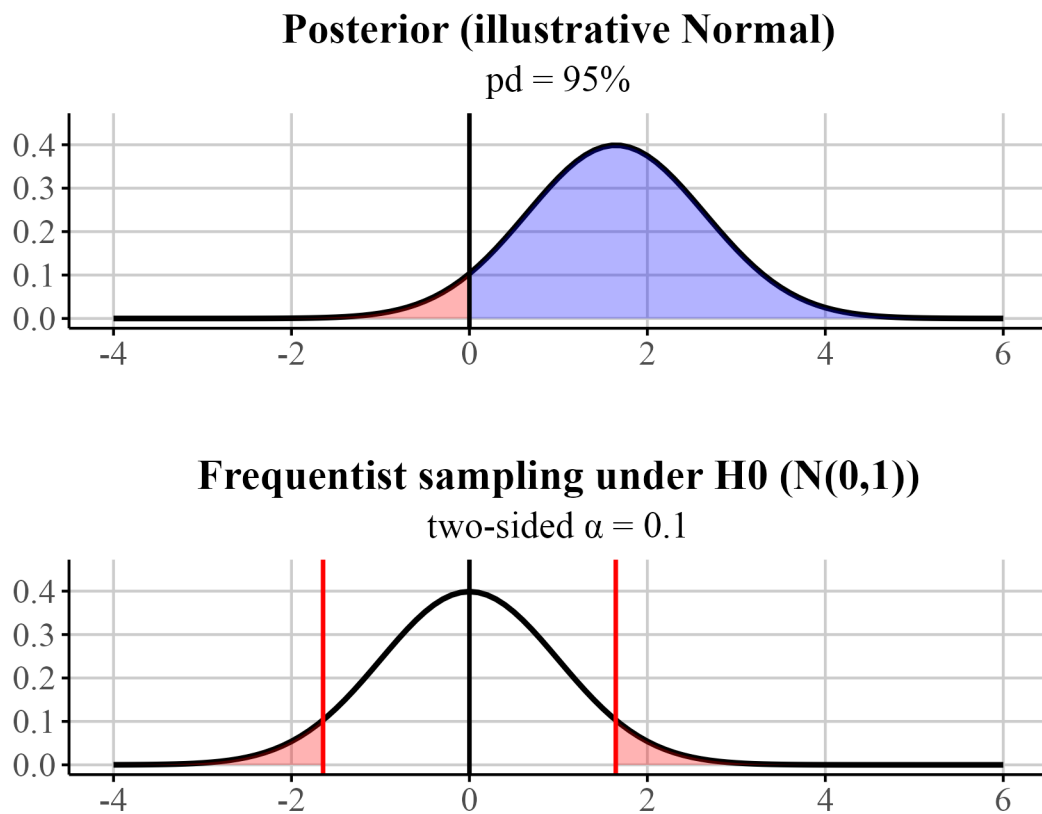 Posterior (illustrative Normal)
pd = 95%
0.4
0.3
0.2
0.1
0.0
-4 -2 0 2 4 6
Frequentist sampling under H0 (N(0,1))
two-sided α = 0.1
0.4
0.3
0.2
0.1
0.0
-4 -2 0 2 4 6